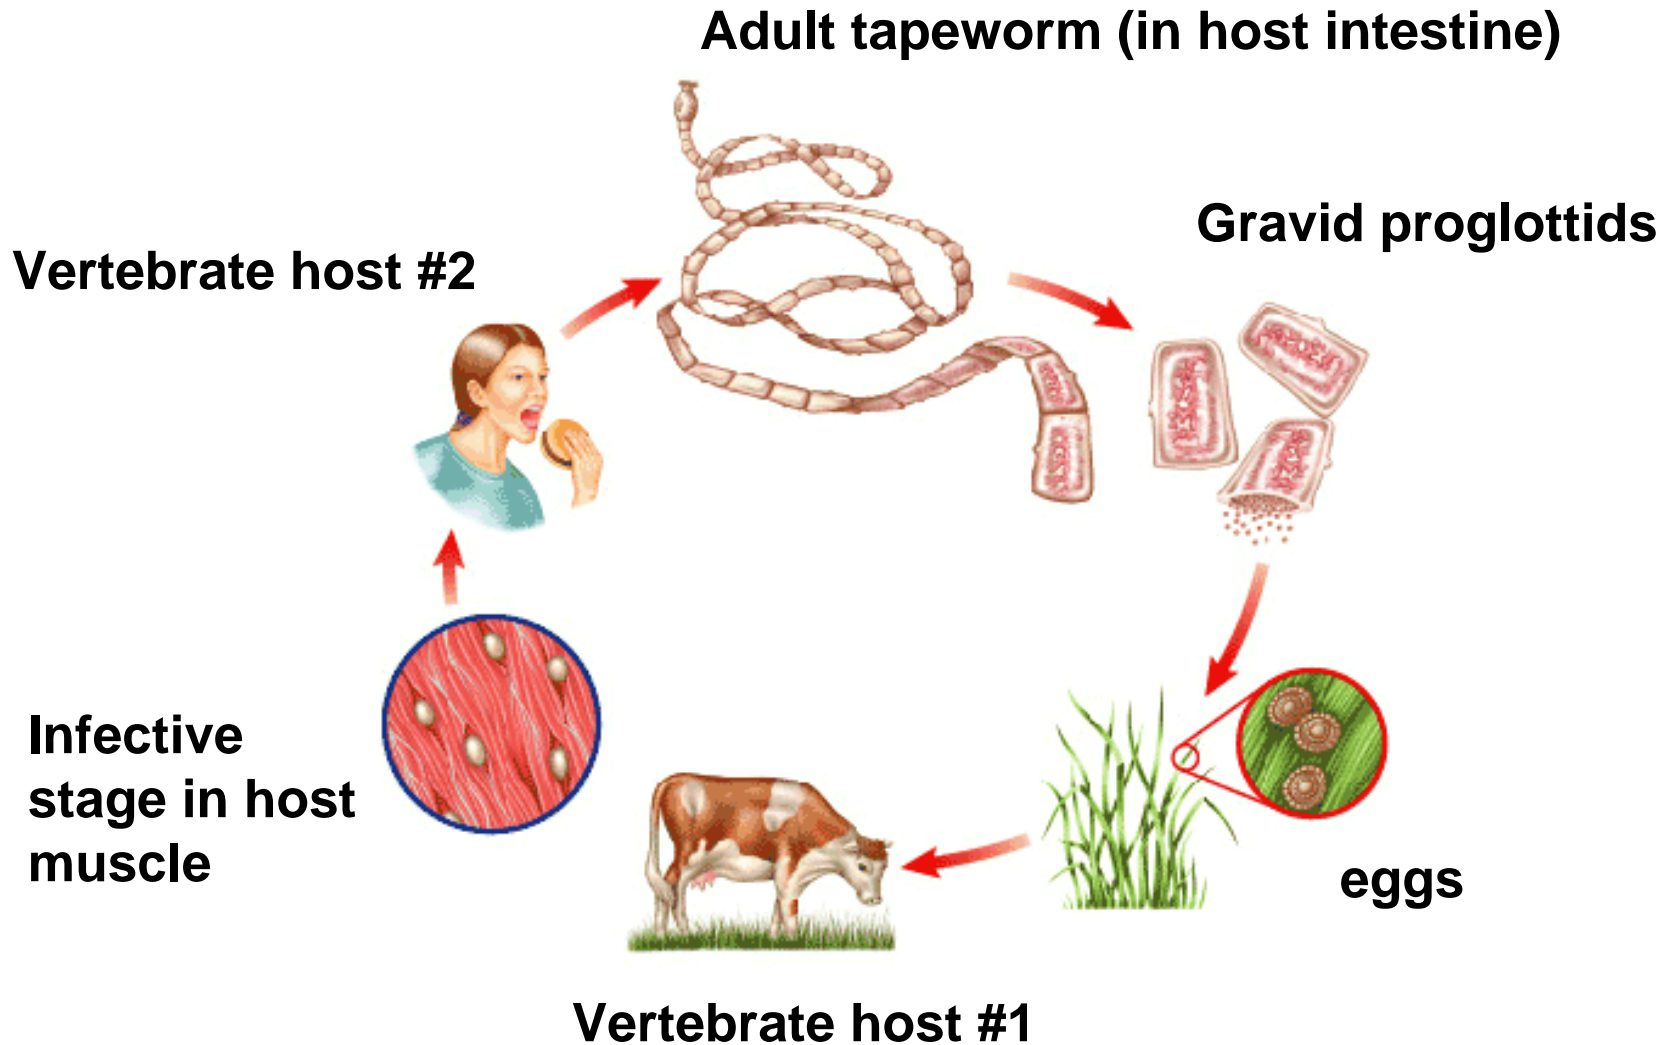 Adult tapeworm (in host intestine)
Gravid proglottids
Vertebrate host #2
Infective
stage in host
muscle
eggs
Vertebrate host #1